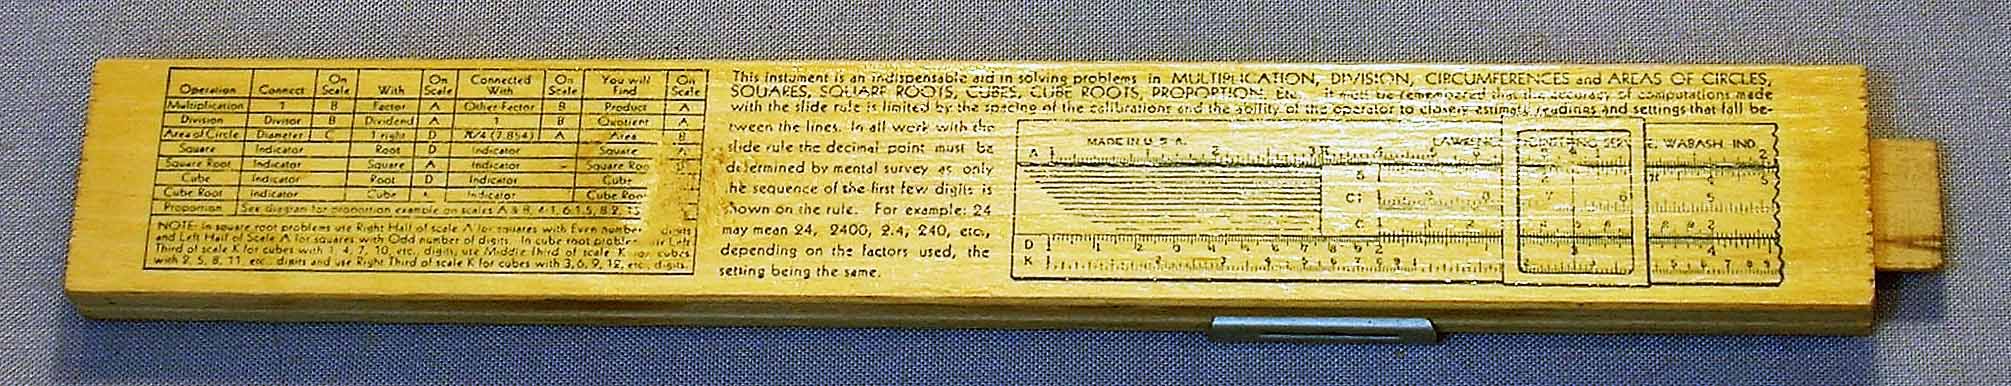 Operation Connect On Scale With On Scale Connected With On Scale You will Find On Scale
Multiplication 1 B Factor A Other Factor B Product A
Division Divisor B Dividend A 1 B Quotient A
Area of Circle Diameter C 1 right D π/4 (7.854) A Area B
Square Indicator Root D Indicator Square A
Square Root Indicator Square A Indicator Square Roo
Cube Indicator Root D Indicator Cube
Cube Root Indicator Cube Indicator Cube Roo
Proportion See diagram for proportion example on scales A & B, 4:1, 6:1.5, 8:2,
NOTE: In square root problems use Right Half of scale A for squares with Even number digits
and Left Half of Scale A for squares with Odd number of digits. In cube root use Left
Third of scale K for cubes with 1, 4, 7, 10, etc., digits, use Middle Third of scale K for cubes
with 2, 5, 8, 11, etc., digits and use Right Third of scale K for cubes with 3, 6, 9, 12, etc., digits.
This instument is an indispensable aid in solving problems in MULTIPLICATION, DIVISION, CIRCUMFERENCES and AREAS OF CIRCLES,
SQUARES, SQUARE ROOTS, CUBES, CUBE ROOTS, PROPORTION, Etc. It must be remembered that the accuracy of computations made
with the slide rule is limited by the spacing of the calibrations and the ability of the operator to closely estimate readings and settings that fall be-
tween the lines. In all work with the
slide rule the decimal point must be
determined by mental survey as only
the sequence of the first few digits is
shown on the rule. For example: 24
may mean 24, 2400, 2.4, 240, etc.,
depending on the factors used, the
setting being the same.
MADE IN U. S. A. LAWRENCE ENGINEERING SERVICE, WABASH, IND.
A 1 2 3 π 4
B
CI
C
D 1
K 1